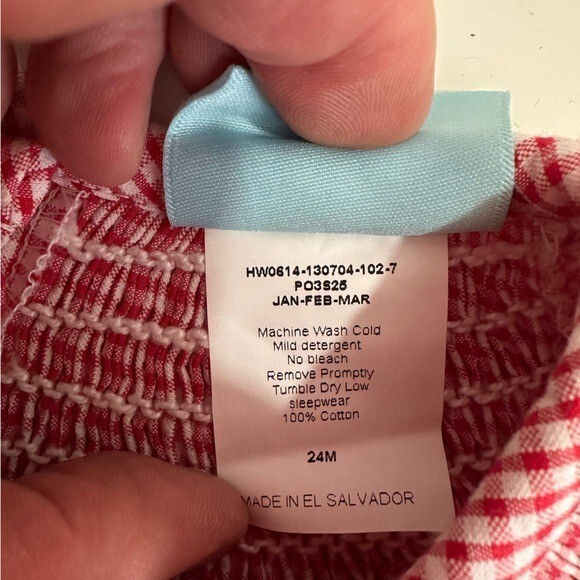 HW0614-130704-102-7
PO3S25
JAN-FEB-MAR
Machine Wash Cold
Mild detergent
No bleach
Remove Promptly
Tumble Dry Low
sleepwear
100% Cotton
24M
MADE IN EL SALVADOR